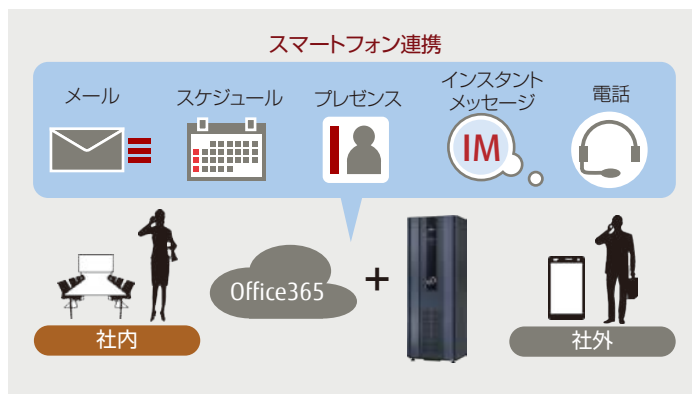 スマートフォン連携
メール
スケジュール
プレゼンス
インスタント
メッセージ
電話
IM
Office365
+
社内
社外